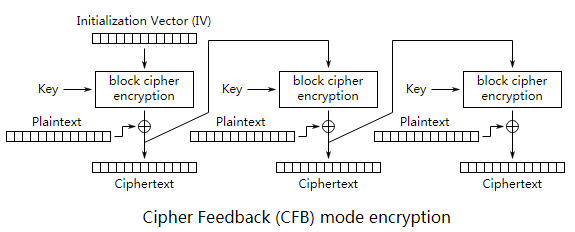 Initialization Vector (IV)
Key
block cipher
encryption
Key
block cipher
encryption
Key
block cipher
encryption
Plaintext
Plaintext
Plaintext
Ciphertext
Ciphertext
Ciphertext
Cipher Feedback (CFB) mode encryption